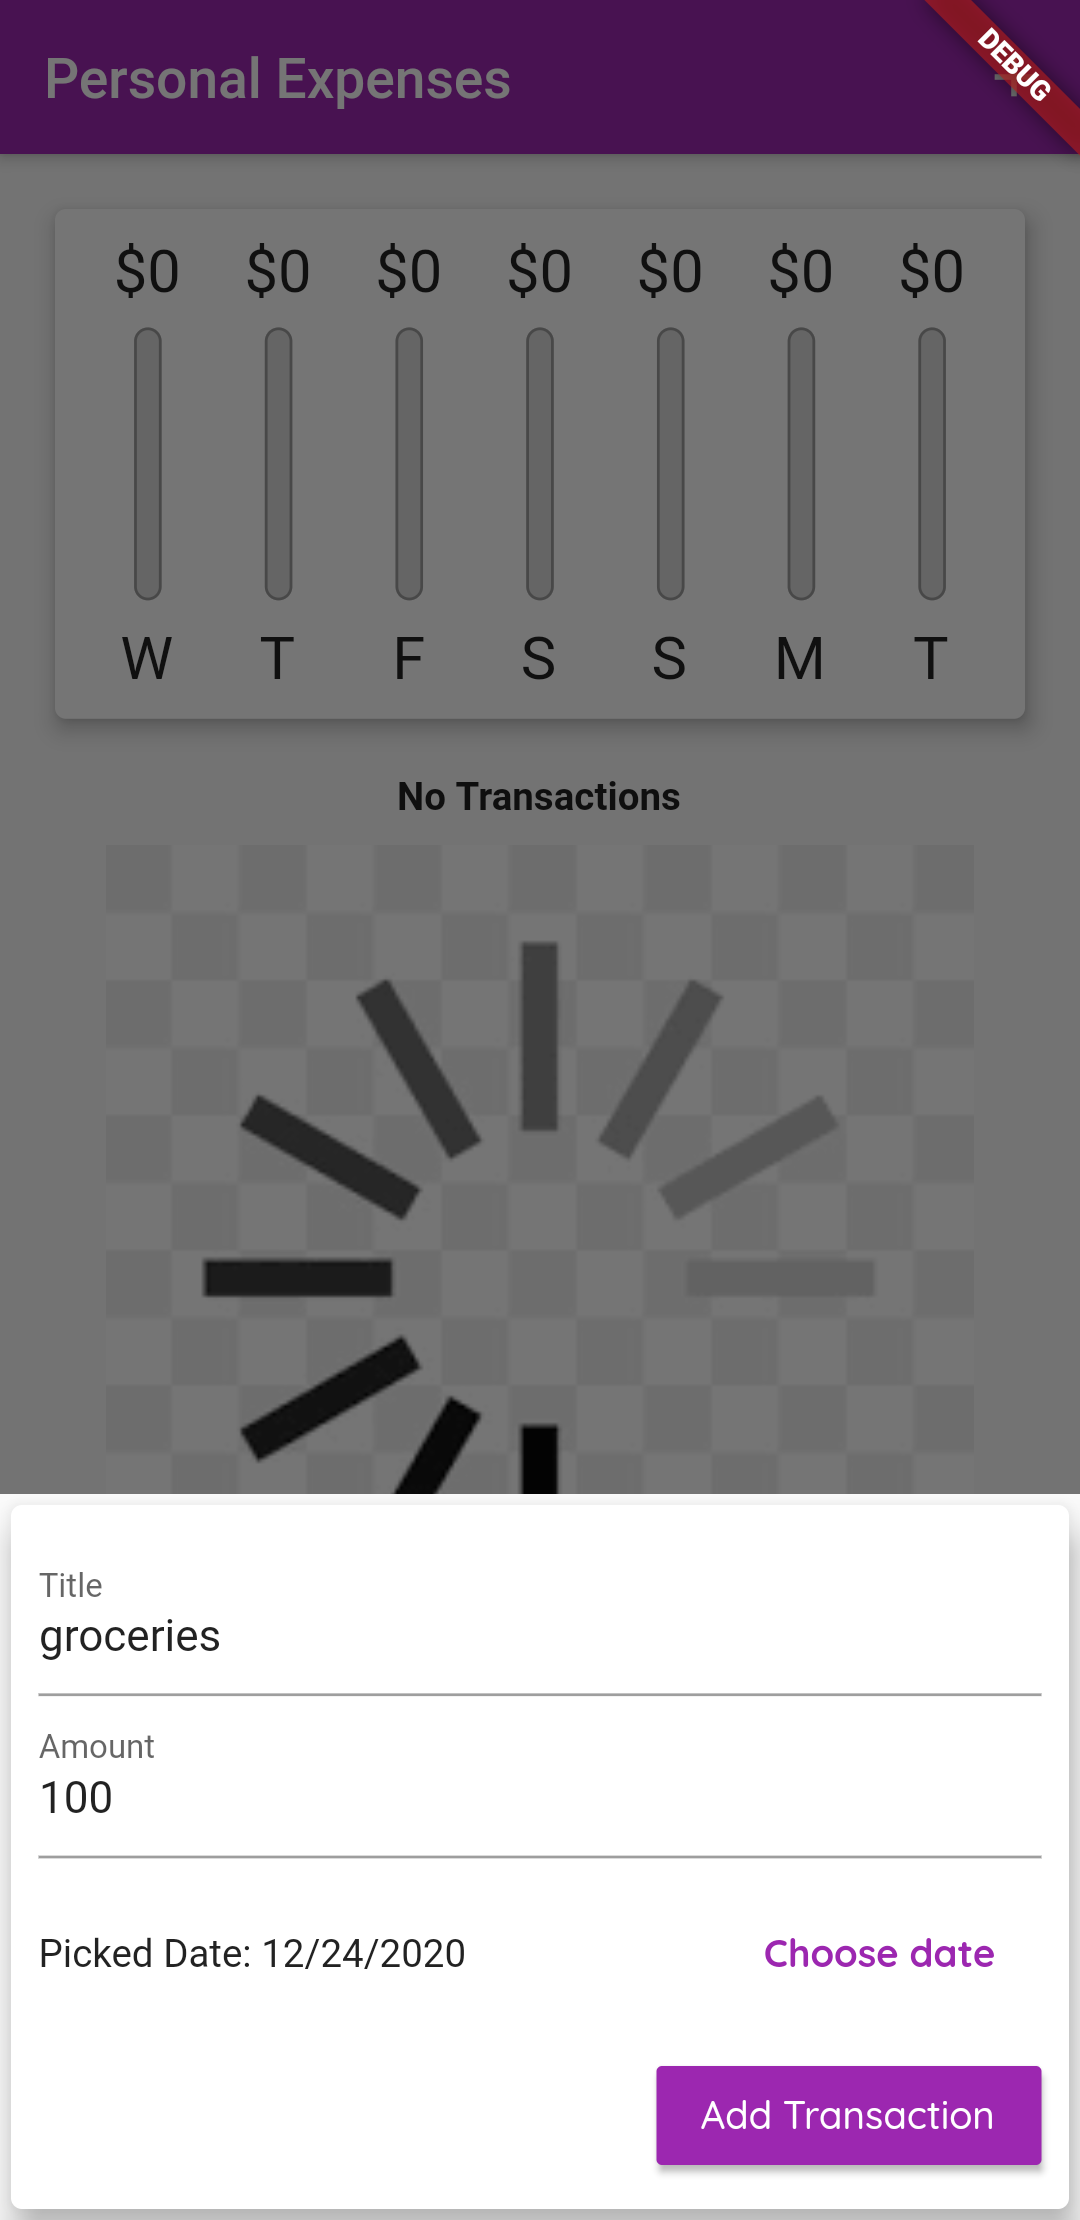 Personal Expenses
DEBUG
$0 $0 $0 $0 $0 $0 $0
W T F S S M T
No Transactions
Title
groceries
Amount
100
Picked Date: 12/24/2020 Choose date
Add Transaction